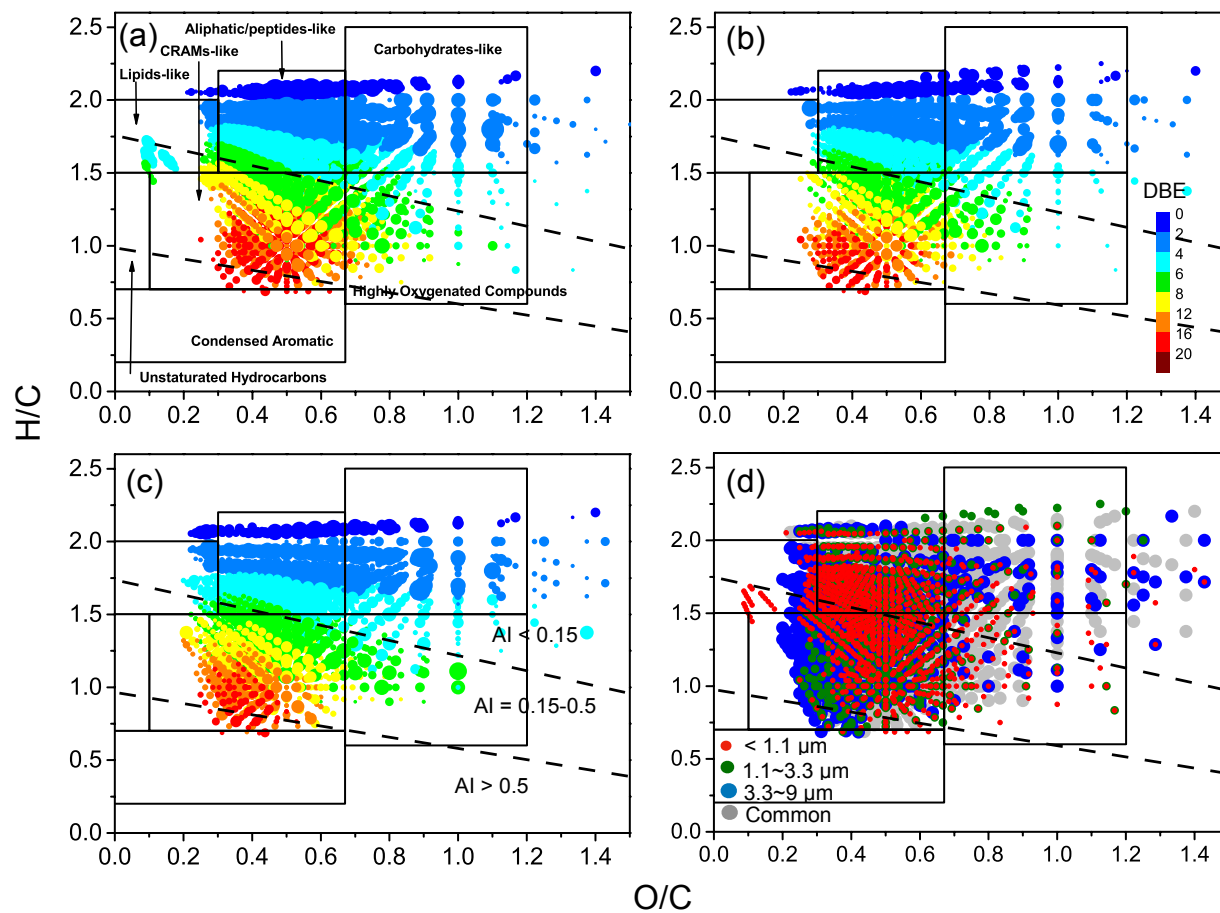 (a)
Aliphatic/peptides-like
CRAMs-like
Lipids-like
Carbohydrates-like
Highly Oxygenated Compounds
Condensed Aromatic
Unstaturated Hydrocarbons
2.5
2.0
1.5
1.0
0.5
0.0
0.0 0.2 0.4 0.6 0.8 1.0 1.2 1.4
(b)
DBE
0
2
4
6
8
12
16
20
2.5
2.0
1.5
1.0
0.5
0.0
0.0 0.2 0.4 0.6 0.8 1.0 1.2 1.4
H/C
(c)
AI < 0.15
AI = 0.15-0.5
AI > 0.5
2.5
2.0
1.5
1.0
0.5
0.0
0.0 0.2 0.4 0.6 0.8 1.0 1.2 1.4
(d)
< 1.1 µm
1.1~3.3 µm
3.3~9 µm
Common
2.5
2.0
1.5
1.0
0.5
0.0
0.0 0.2 0.4 0.6 0.8 1.0 1.2 1.4
O/C